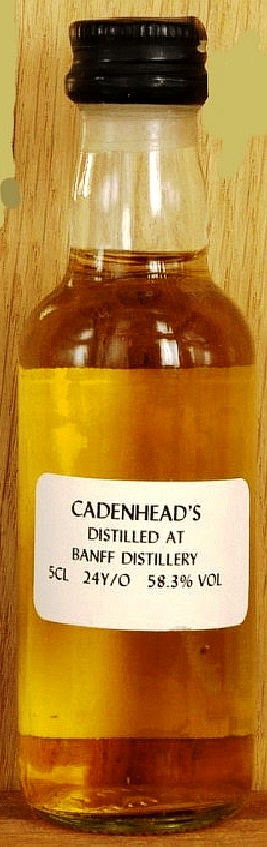 CADENHEAD'S
DISTILLED AT
BANFF DISTILLERY
5CL 24Y/O 58.3% VOL